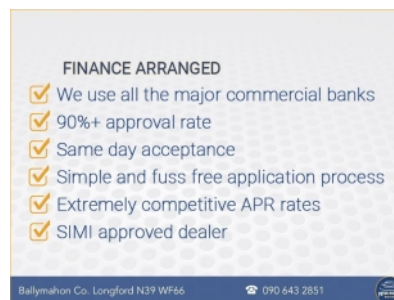 FINANCE ARRANGED
We use all the major commercial banks
90%+ approval rate
Same day acceptance
Simple and fuss free application process
Extremely competitive APR rates
SIMI approved dealer
Ballymahon Co. Longford N39 WF66 090 643 2851